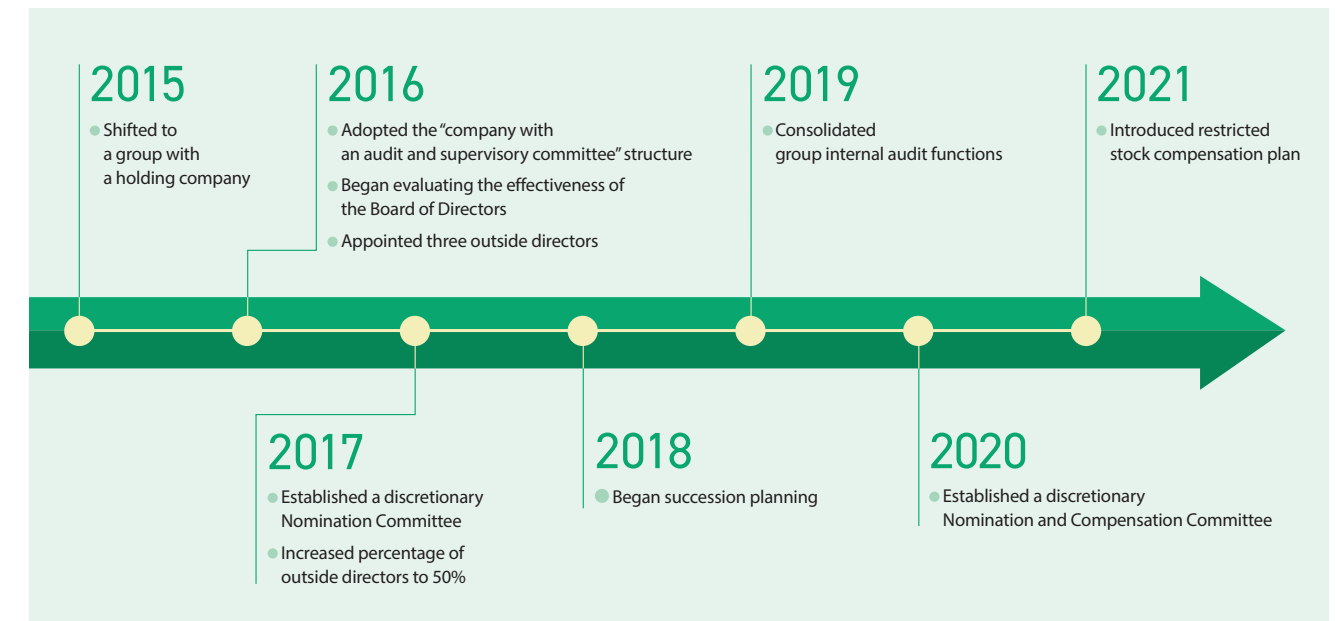 2015
Shifted to
a group with
a holding company
2016
Adopted the “company with
an audit and supervisory committee” structure
Began evaluating the effectiveness of
the Board of Directors
Appointed three outside directors
2019
Consolidated
group internal audit functions
2021
Introduced restricted
stock compensation plan
2017
Established a discretionary
Nomination Committee
Increased percentage of
outside directors to 50%
2018
Began succession planning
2020
Established a discretionary
Nomination and Compensation Committee